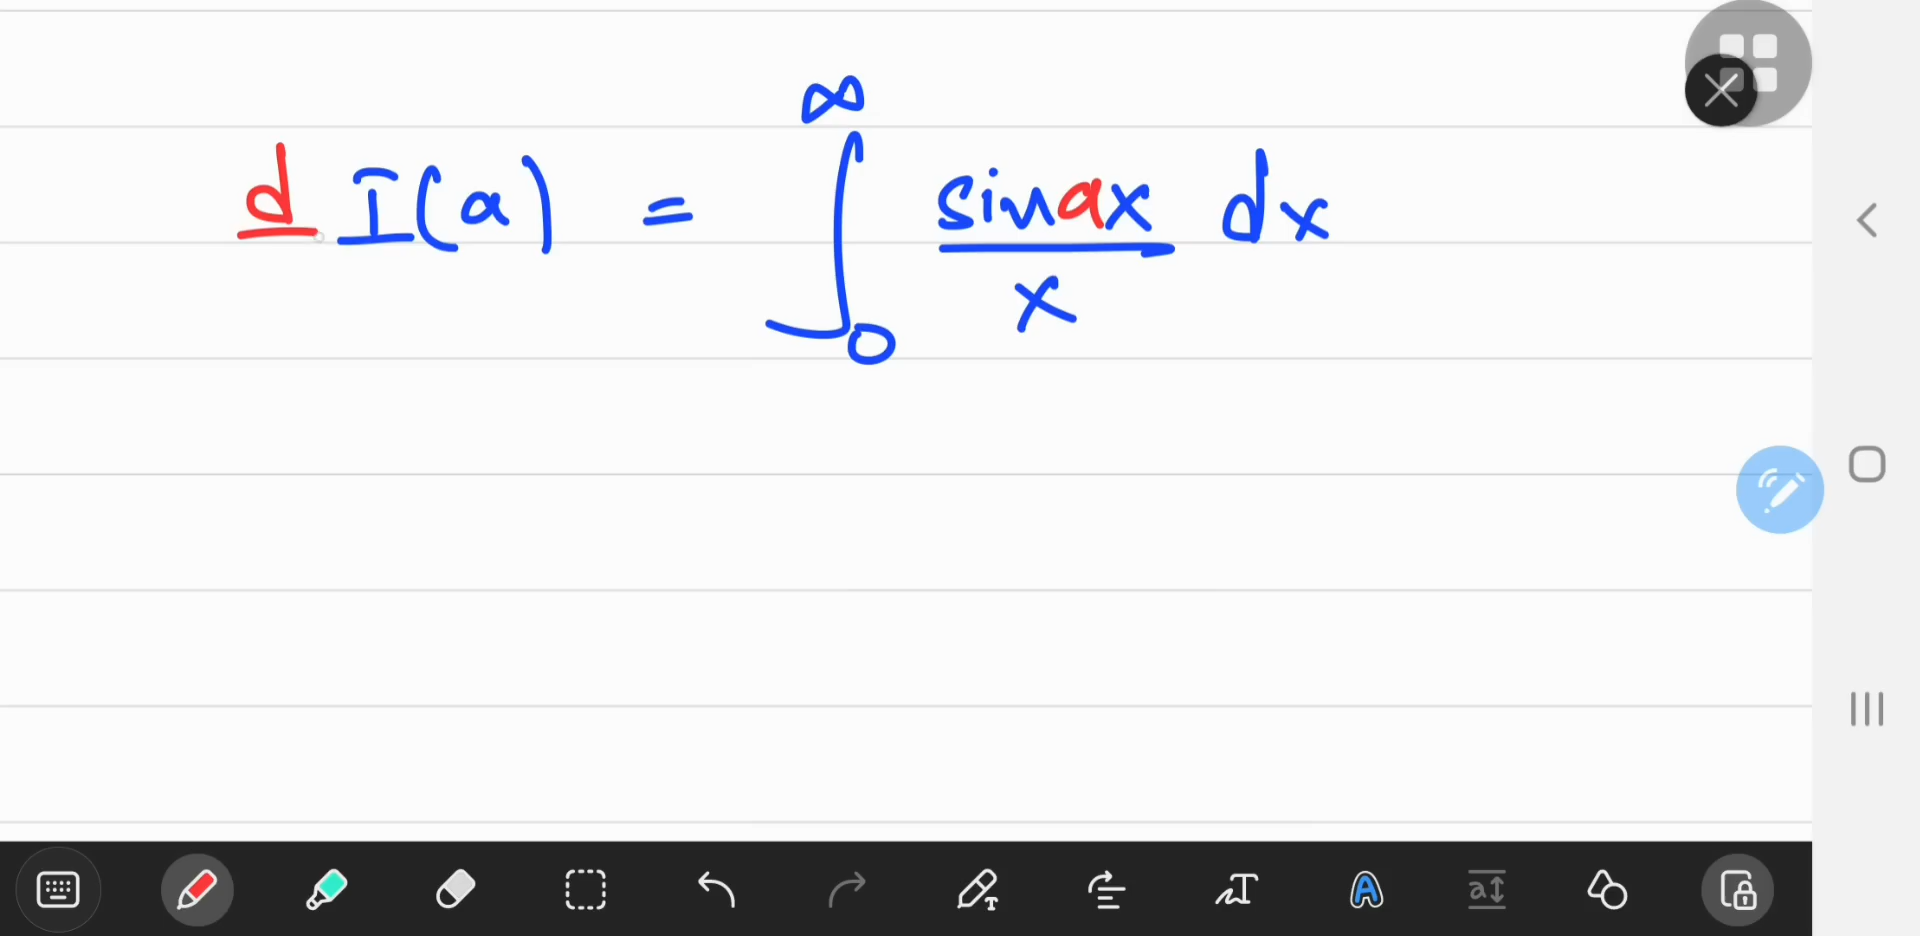 d I(a) = ∫₀^∞ sinax/x dx